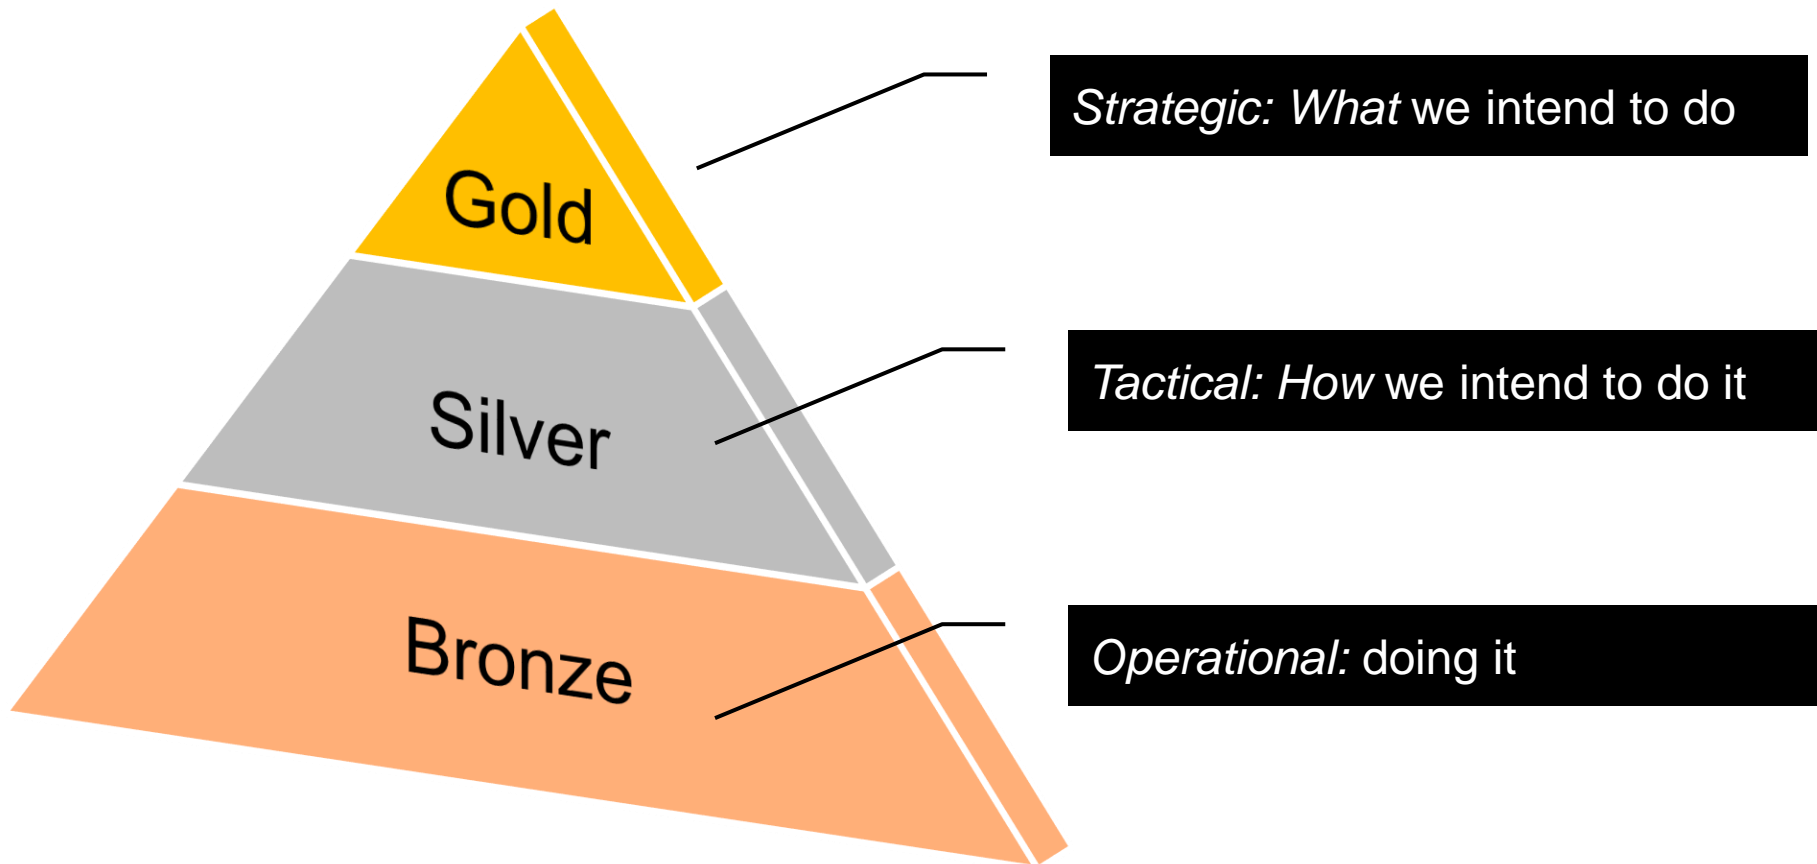 Gold
Strategic: What we intend to do
Silver
Tactical: How we intend to do it
Bronze
Operational: doing it